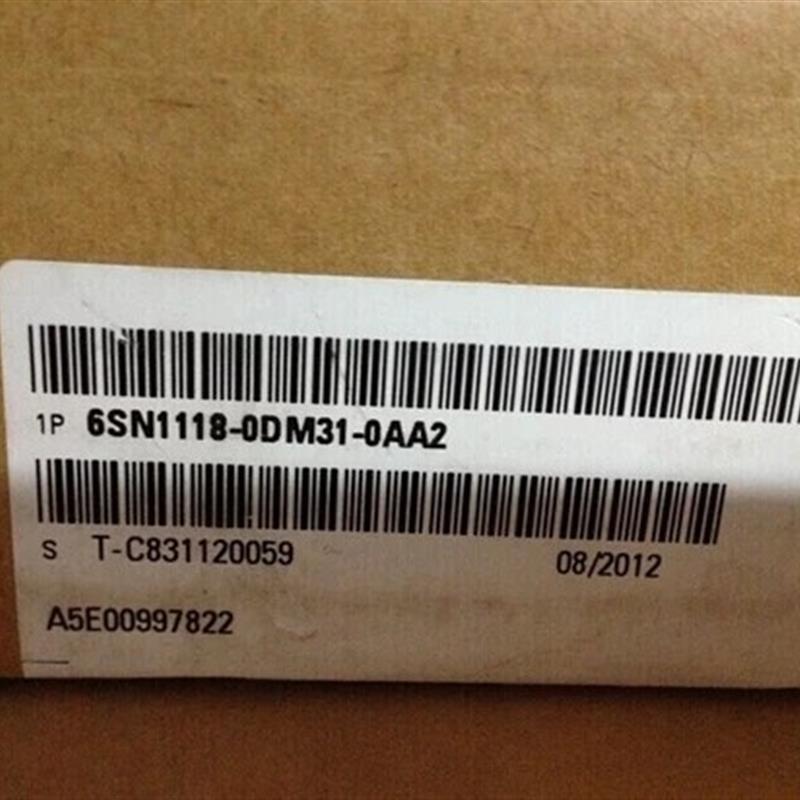 1P 6SN1118-0DM31-0AA2
S T-C831120059 08/2012
A5E00997822